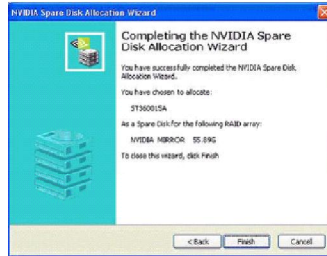 NVIDIA Spare Disk Allocation Wizard
Completing the NVIDIA Spare
Disk Allocation Wizard
You have successfully completed the NVIDIA Spare Disk
Allocation Wizard.
You have chosen to allocate:
ST360015A
As a Spare Disk for the following RAID array:
NVIDIA MIRROR 55.89G
To close this wizard, click Finish
< Back
Finish
Cancel